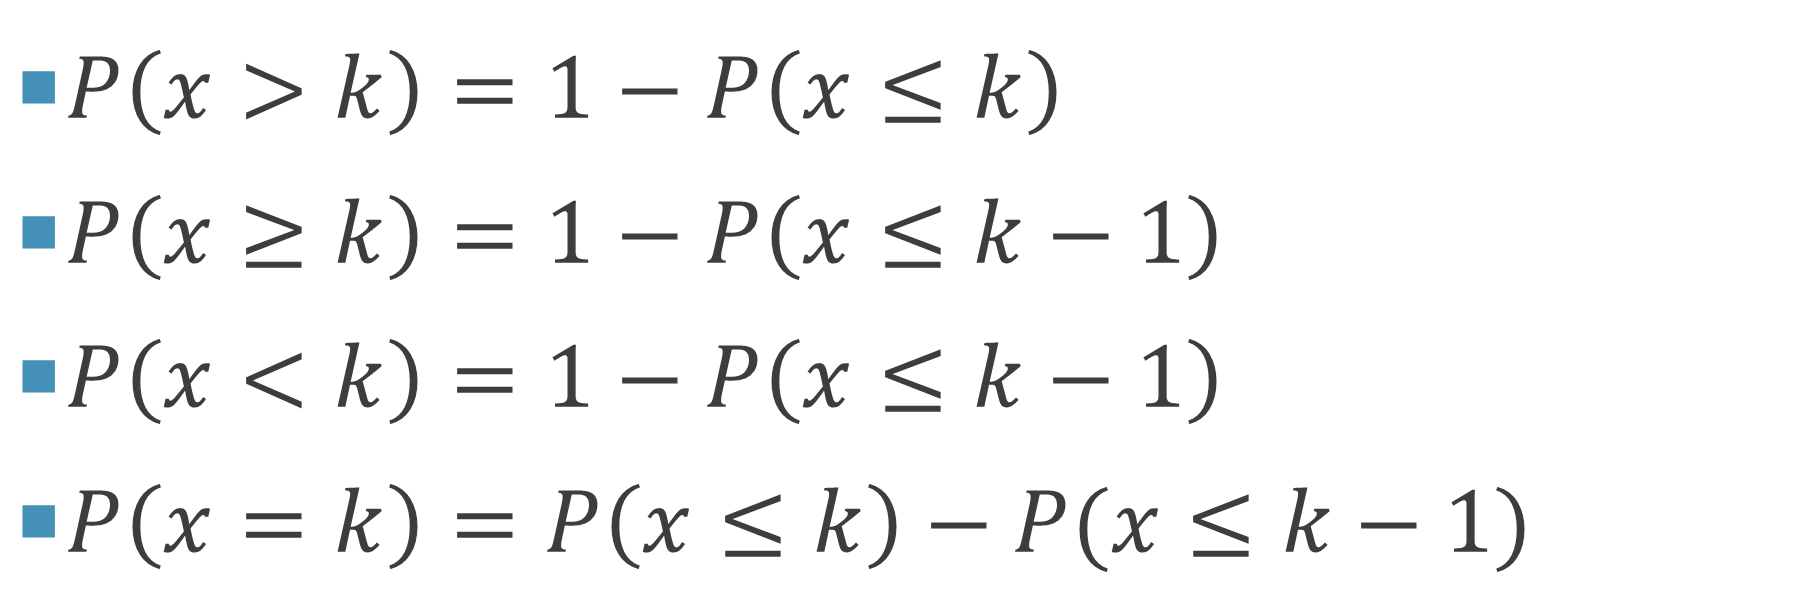 ▪ P(x > k) = 1 − P(x ≤ k)
▪ P(x ≥ k) = 1 − P(x ≤ k − 1)
▪ P(x < k) = 1 − P(x ≤ k − 1)
▪ P(x = k) = P(x ≤ k) − P(x ≤ k − 1)